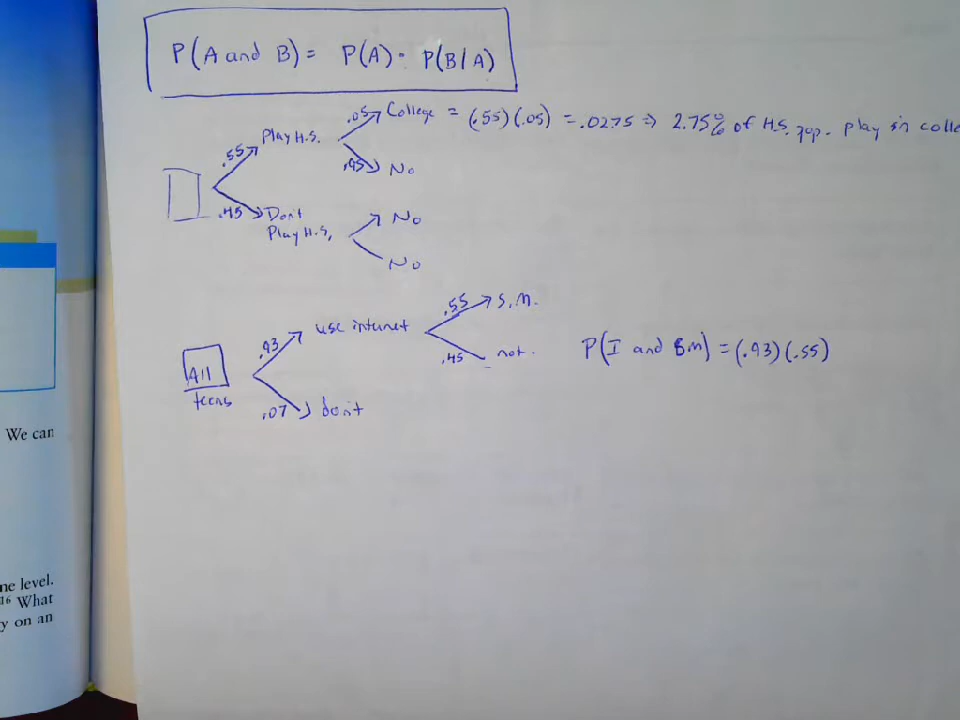 P(A and B) = P(A) · P(B/A)
.05 College = (.55)(.05) = .0275 ⇒ 2.75% of H.S. pop. play in colle
.55 Play H.S.
.95 No
.45 Don't
Play H.S.
No
No
.55 S.M.
.93 use internet
.45 not.
P(I and SM) = (.93)(.55)
All
teens
.07 don't
We can
ne level.
16 What
y on an